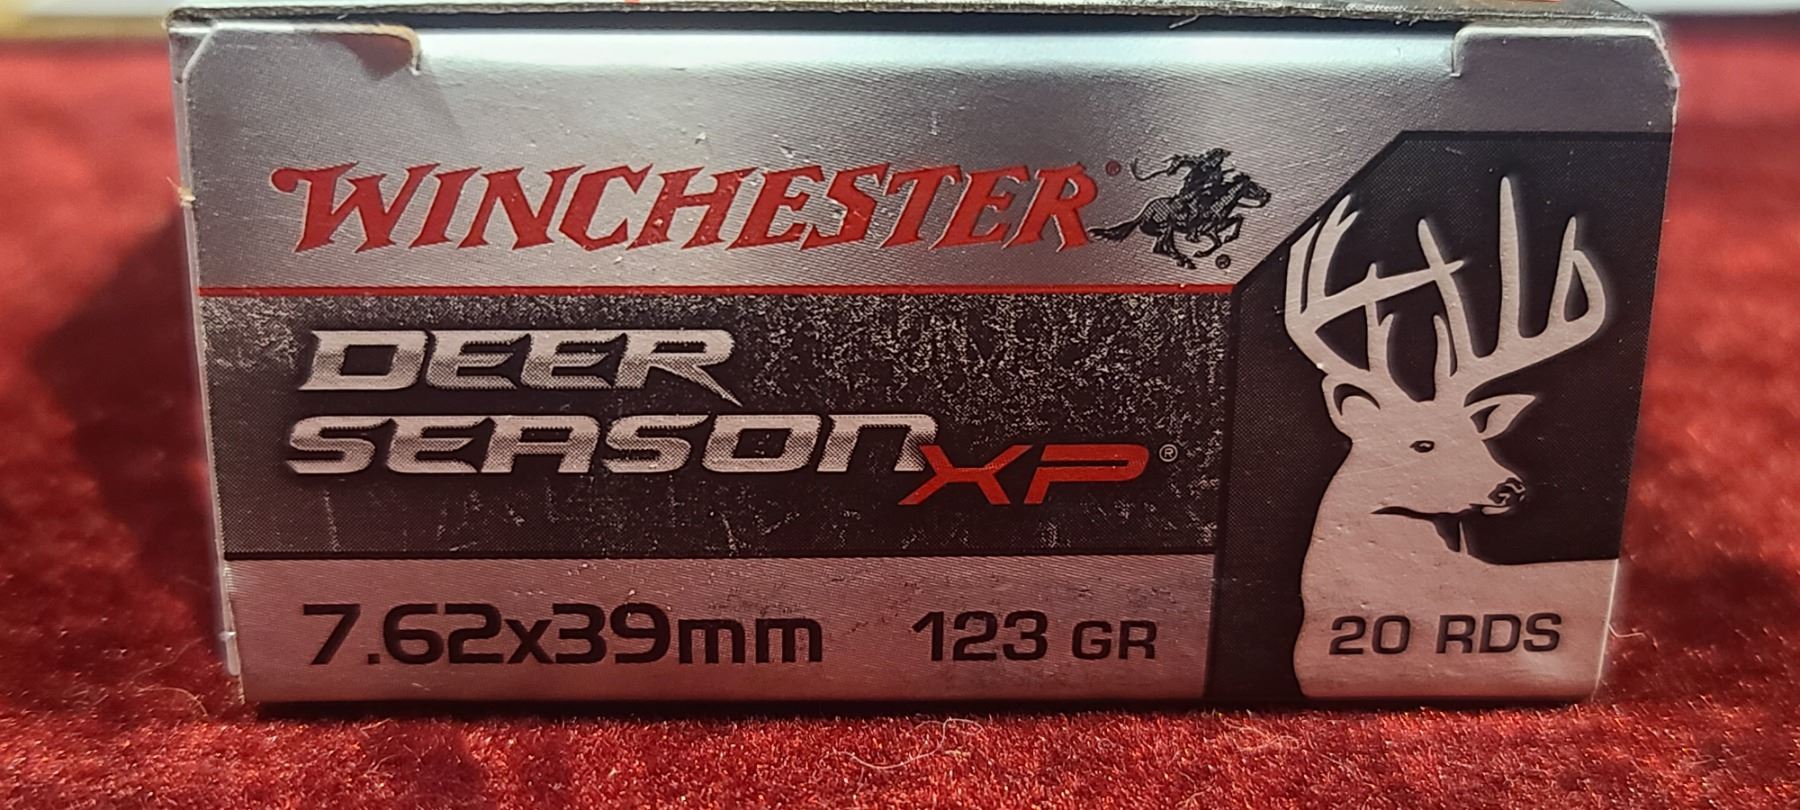 WINCHESTER®
®
DEER
SEASON XP®
7.62x39mm 123 GR 20 RDS